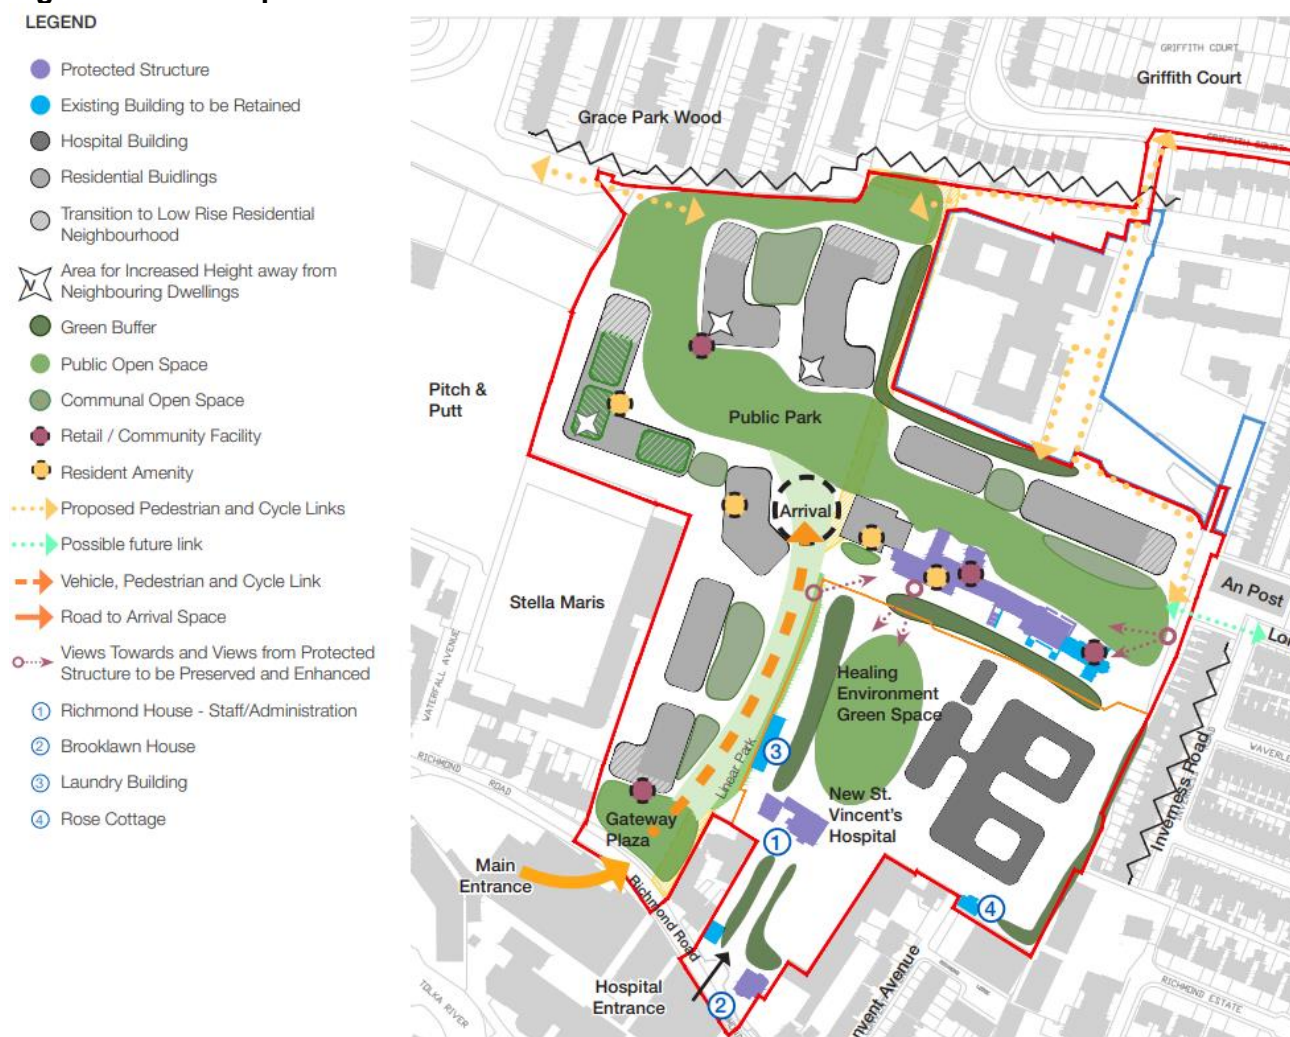 LEGEND
Protected Structure
Existing Building to be Retained
Hospital Building
Residential Buidlings
Transition to Low Rise Residential
Neighbourhood
Area for Increased Height away from
Neighbouring Dwellings
Green Buffer
Public Open Space
Communal Open Space
Retail / Community Facility
Resident Amenity
Proposed Pedestrian and Cycle Links
Possible future link
Vehicle, Pedestrian and Cycle Link
Road to Arrival Space
Views Towards and Views from Protected
Structure to be Preserved and Enhanced
1 Richmond House - Staff/Administration
2 Brooklawn House
3 Laundry Building
4 Rose Cottage
GRIFFITH COURT
Griffith Court
Grace Park Wood
GRIFFITH COURT
Pitch &
Putt
Public Park
Arrival
An Post
Stella Maris
Healing
Environment
Green Space
WATERFALL AVENUE
RICHMOND ROAD
Linear Park
3
New St.
Vincent's
Hospital
1
Inverness Road
Gateway
Plaza
Main
Entrance
Richmond Road
4
Hospital
Entrance
2
RICHMOND ESTATE
TOLKA RIVER